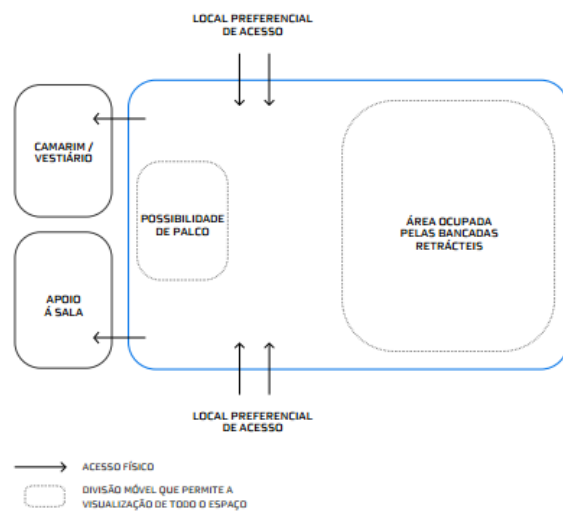 LOCAL PREFERENCIAL
DE ACESSO
CAMARIM /
VESTIÁRIO
POSSIBILIDADE
DE PALCO
ÁREA OCUPADA
PELAS BANCADAS
RETRÁCTEIS
APOIO
Á SALA
LOCAL PREFERENCIAL
DE ACESSO
ACESSO FÍSICO
DIVISÃO MÓVEL QUE PERMITE A
VISUALIZAÇÃO DE TODO O ESPAÇO